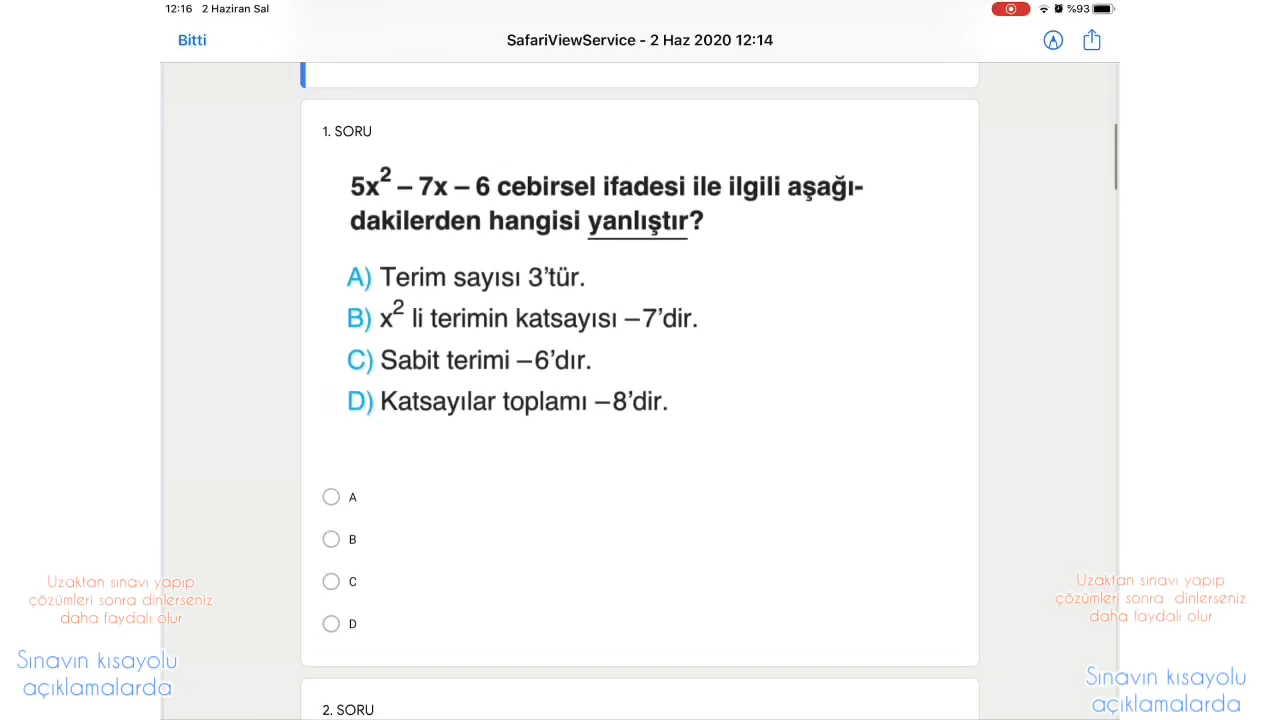 12:16 2 Haziran Sal
%93
Bitti
SafariViewService - 2 Haz 2020 12:14
1. SORU
5x² – 7x – 6 cebirsel ifadesi ile ilgili aşağı-
dakilerden hangisi yanlıştır?
A) Terim sayısı 3’tür.
B) x² li terimin katsayısı –7’dir.
C) Sabit terimi –6’dır.
D) Katsayılar toplamı –8’dir.
A
B
C
D
2. SORU
Uzaktan sınavı yapıp
çözümleri sonra dinlerseniz
daha faydalı olur
Sınavın kısayolu
açıklamalarda
Uzaktan sınavı yapıp
çözümleri sonra dinlerseniz
daha faydalı olur
Sınavın kısayolu
açıklamalarda